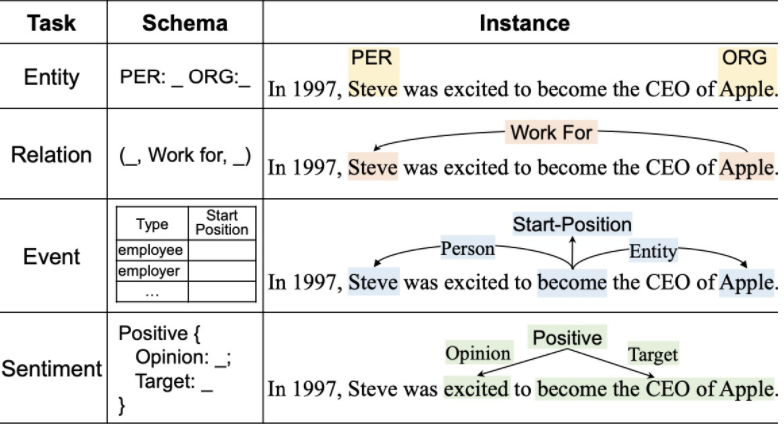 Task Schema Instance
PER ORG
Entity PER: _ ORG:_ In 1997, Steve was excited to become the CEO of Apple.
Work For
Relation (_, Work for, _) In 1997, Steve was excited to become the CEO of Apple.
Type Start Position
employee
employer
...
Start-Position
Person Entity
Event In 1997, Steve was excited to become the CEO of Apple.
Positive {
Opinion: _;
Target: _
}
Positive
Opinion Target
Sentiment In 1997, Steve was excited to become the CEO of Apple.